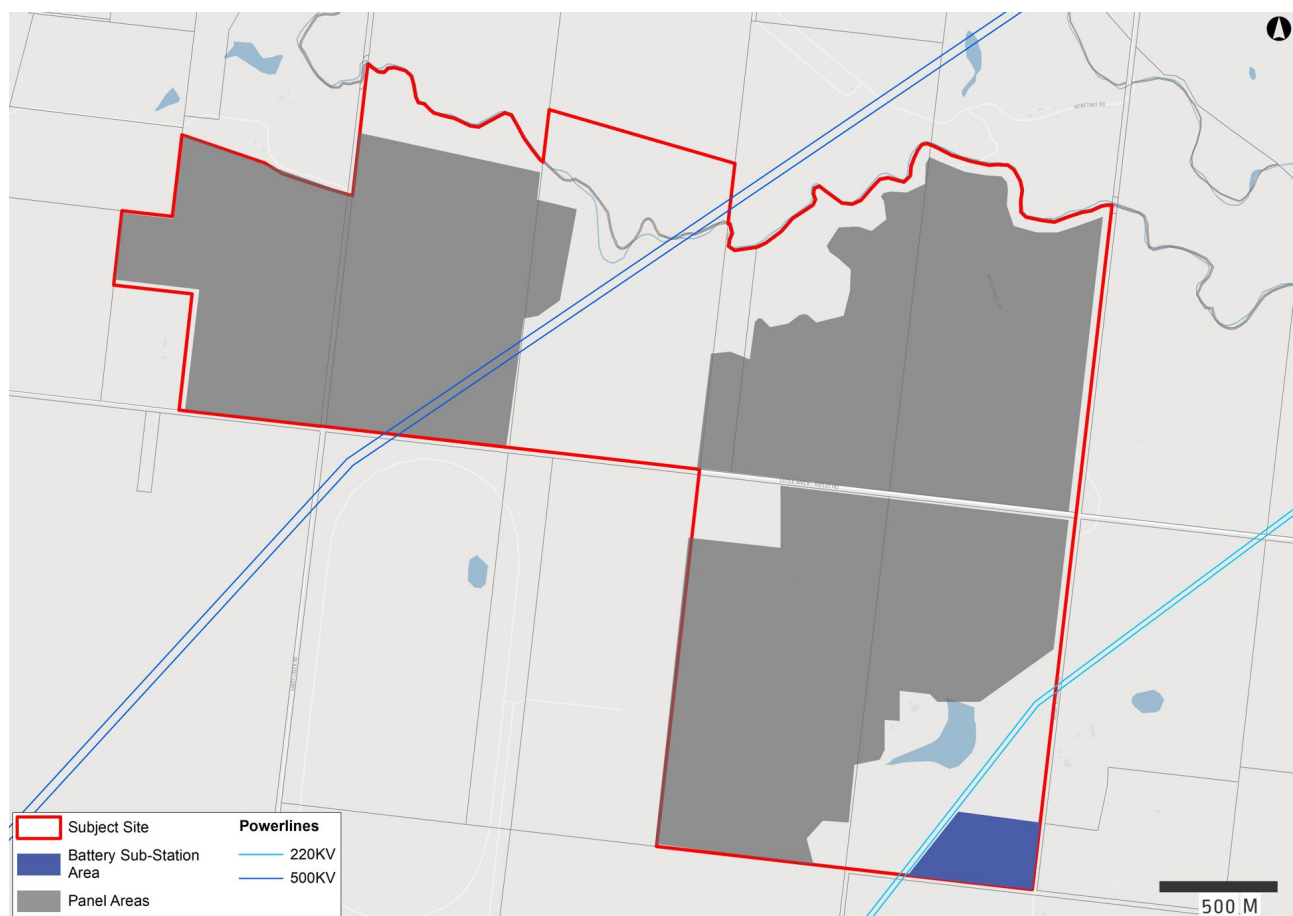 Subject Site
Battery Sub-Station
Area
Panel Areas
Powerlines
220KV
500KV
500 M